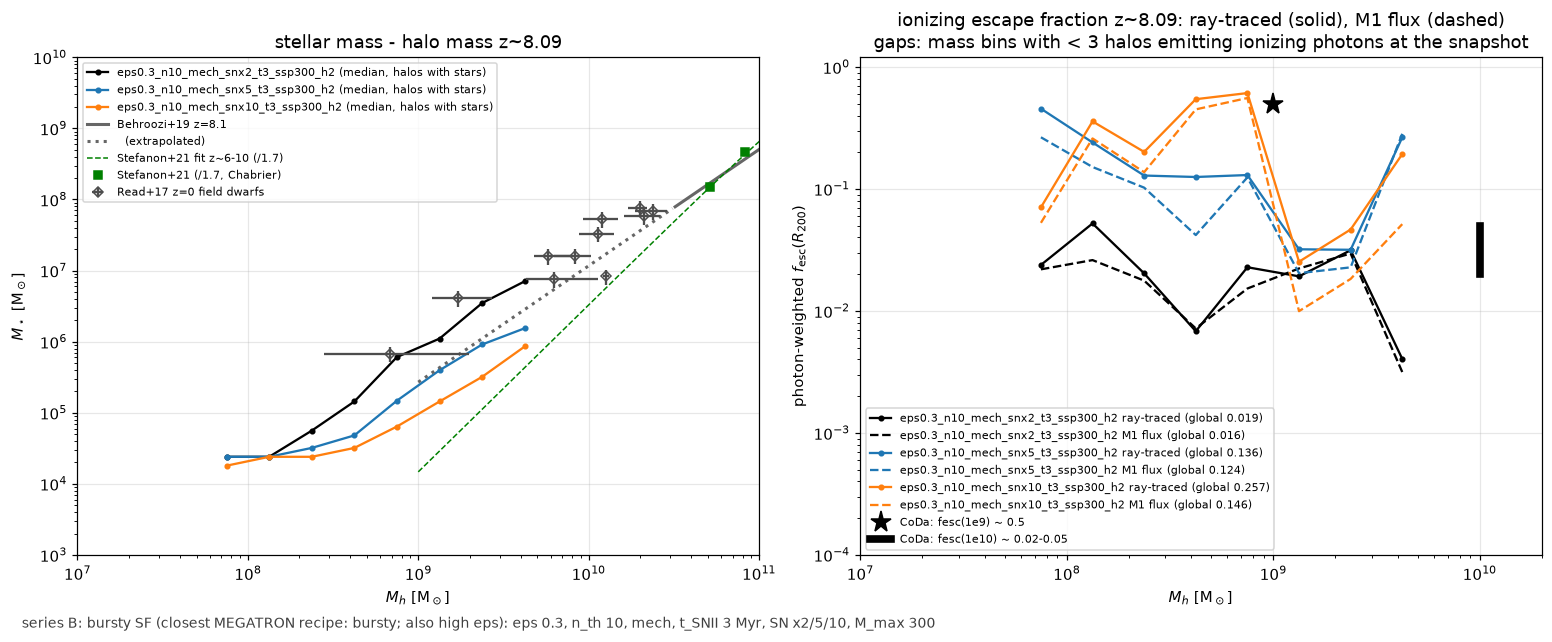 stellar mass - halo mass z~8.09
10^10
10^9
10^8
10^7
10^6
10^5
10^4
10^3
M⋆ [M⊙]
eps0.3_n10_mech_snx2_t3_ssp300_h2 (median, halos with stars)
eps0.3_n10_mech_snx5_t3_ssp300_h2 (median, halos with stars)
eps0.3_n10_mech_snx10_t3_ssp300_h2 (median, halos with stars)
Behroozi+19 z=8.1
(extrapolated)
Stefanon+21 fit z~6-10 (/1.7)
Stefanon+21 (/1.7, Chabrier)
Read+17 z=0 field dwarfs
10^7 10^8 10^9 10^10 10^11
M_h [M⊙]
ionizing escape fraction z~8.09: ray-traced (solid), M1 flux (dashed)
gaps: mass bins with < 3 halos emitting ionizing photons at the snapshot
10^0
10^-1
10^-2
10^-3
10^-4
photon-weighted f_esc(R_200)
eps0.3_n10_mech_snx2_t3_ssp300_h2 ray-traced (global 0.019)
eps0.3_n10_mech_snx2_t3_ssp300_h2 M1 flux (global 0.016)
eps0.3_n10_mech_snx5_t3_ssp300_h2 ray-traced (global 0.136)
eps0.3_n10_mech_snx5_t3_ssp300_h2 M1 flux (global 0.124)
eps0.3_n10_mech_snx10_t3_ssp300_h2 ray-traced (global 0.257)
eps0.3_n10_mech_snx10_t3_ssp300_h2 M1 flux (global 0.146)
CoDa: fesc(1e9) ~ 0.5
CoDa: fesc(1e10) ~ 0.02-0.05
10^7 10^8 10^9 10^10
M_h [M⊙]
series B: bursty SF (closest MEGATRON recipe: bursty; also high eps): eps 0.3, n_th 10, mech, t_SNII 3 Myr, SN x2/5/10, M_max 300